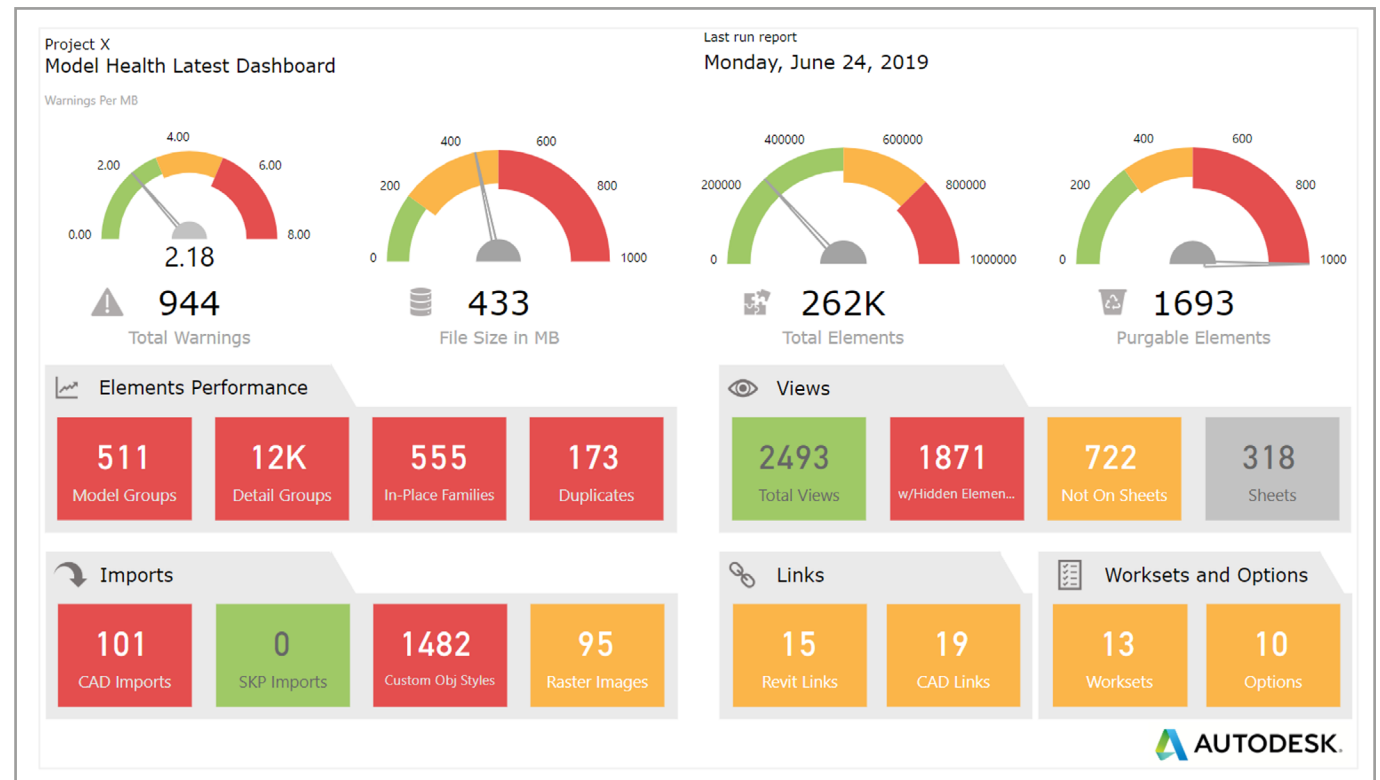 Project X
Model Health Latest Dashboard
Last run report
Monday, June 24, 2019
Warnings Per MB
0.00
2.00
4.00
6.00
8.00
2.18
944
Total Warnings
0
200
400
600
800
1000
433
File Size in MB
0
200000
400000
600000
800000
1000000
262K
Total Elements
0
200
400
600
800
1000
1693
Purgable Elements
Elements Performance
511
Model Groups
12K
Detail Groups
555
In-Place Families
173
Duplicates
Views
2493
Total Views
1871
w/Hidden Elemen...
722
Not On Sheets
318
Sheets
Imports
101
CAD Imports
0
SKP Imports
1482
Custom Obj Styles
95
Raster Images
Links
15
Revit Links
19
CAD Links
Worksets and Options
13
Worksets
10
Options
AUTODESK.